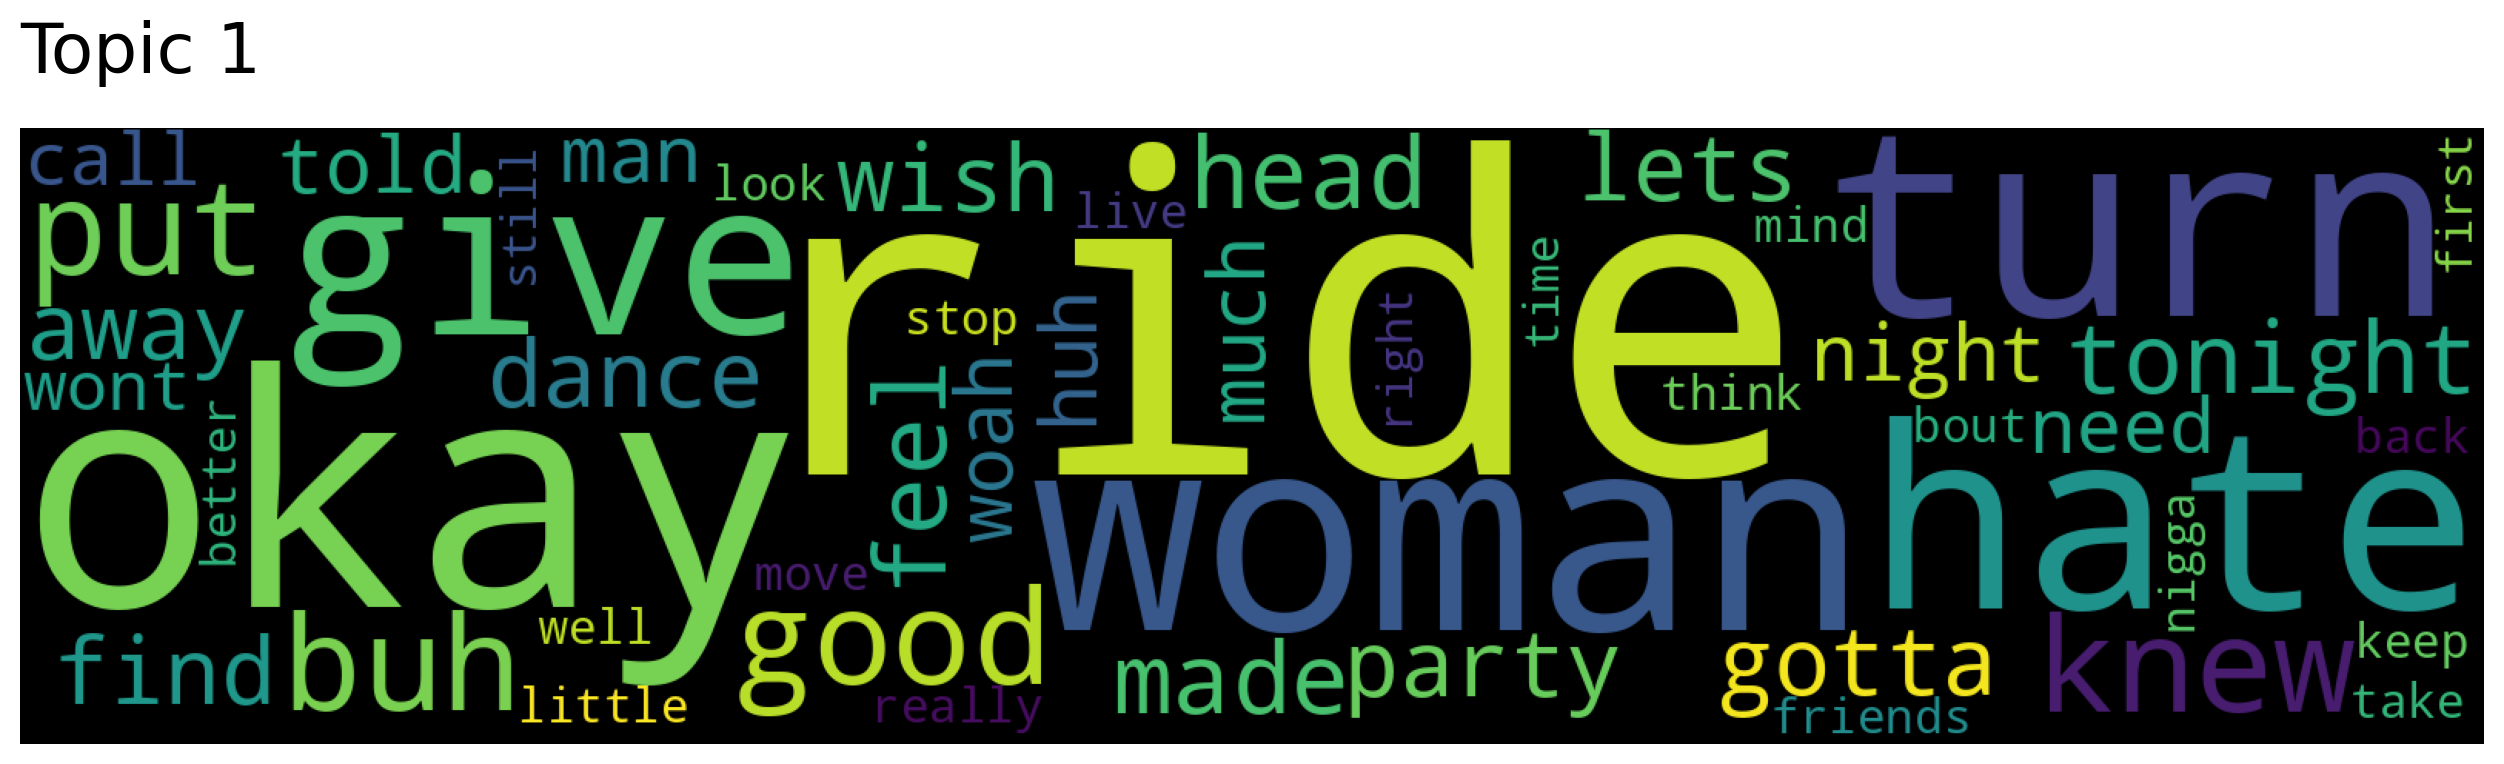 Topic 1
call
told
still
man
look
wish
live
head
lets
mind
turn
first
put
give
ride
time
much
huh
right
stop
away
wont
dance
feel
woah
think
night
tonight
bout
need
back
okay
better
woman
hate
nigga
move
find
buh
well
little
good
really
made
party
gotta
friends
knew
keep
take